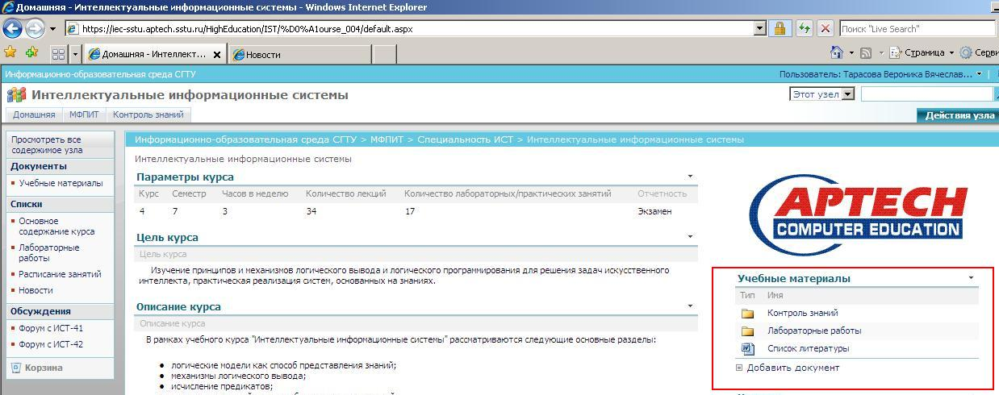 Домашняя - Интеллектуальные информационные системы - Windows Internet Explorer
https://iec-sstu.aptech.sstu.ru/HighEducation/IST/%D0%A1ourse_004/default.aspx
Поиск "Live Search"
Домашняя - Интеллект...
Новости
Страница
Серви
Информационно-образовательная среда СГТУ
Пользователь: Тарасова Вероника Вячеслав...
Интеллектуальные информационные системы
Этот узел
Домашняя МФПИТ Контроль знаний
Действия узла
Просмотреть все
содержимое узла
Документы
Учебные материалы
Списки
Основное
содержание курса
Лабораторные
работы
Расписание занятий
Новости
Обсуждения
Форум с ИСТ-41
Форум с ИСТ-42
Корзина
Информационно-образовательная среда СГТУ > МФПИТ > Специальность ИСТ > Интеллектуальные информационные системы
Интеллектуальные информационные системы
Параметры курса
Курс Семестр Часов в неделю Количество лекций Количество лабораторных/практических занятий Отчетность
4 7 3 34 17 Экзамен
Цель курса
Цель курса
Изучение принципов и механизмов логического вывода и логического программирования для решения задач искусственного
интеллекта, практическая реализация систем, основанных на знаниях.
Описание курса
Описание курса
В рамках учебного курса "Интеллектуальные информационные системы" рассматриваются следующие основные разделы:
логические модели как способ представления знаний;
механизмы логического вывода;
исчисление предикатов;
APTECH
COMPUTER EDUCATION
Учебные материалы
Тип Имя
Контроль знаний
Лабораторные работы
Список литературы
Добавить документ